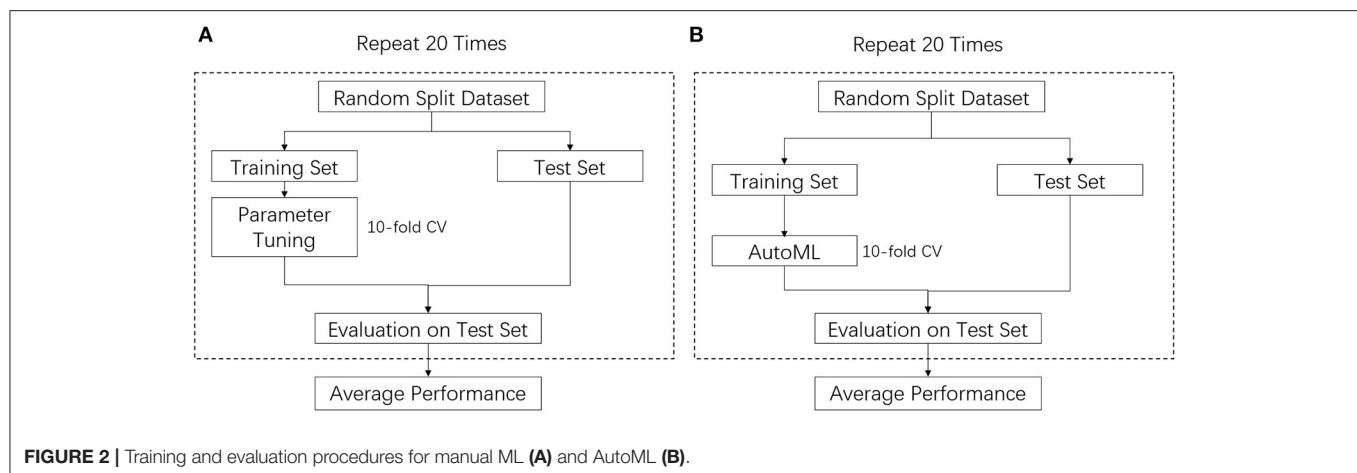 A
Repeat 20 Times
Random Split Dataset
Training Set
Test Set
Parameter
Tuning
10-fold CV
Evaluation on Test Set
Average Performance
B
Repeat 20 Times
Random Split Dataset
Training Set
Test Set
AutoML
10-fold CV
Evaluation on Test Set
Average Performance
FIGURE 2 | Training and evaluation procedures for manual ML (A) and AutoML (B).